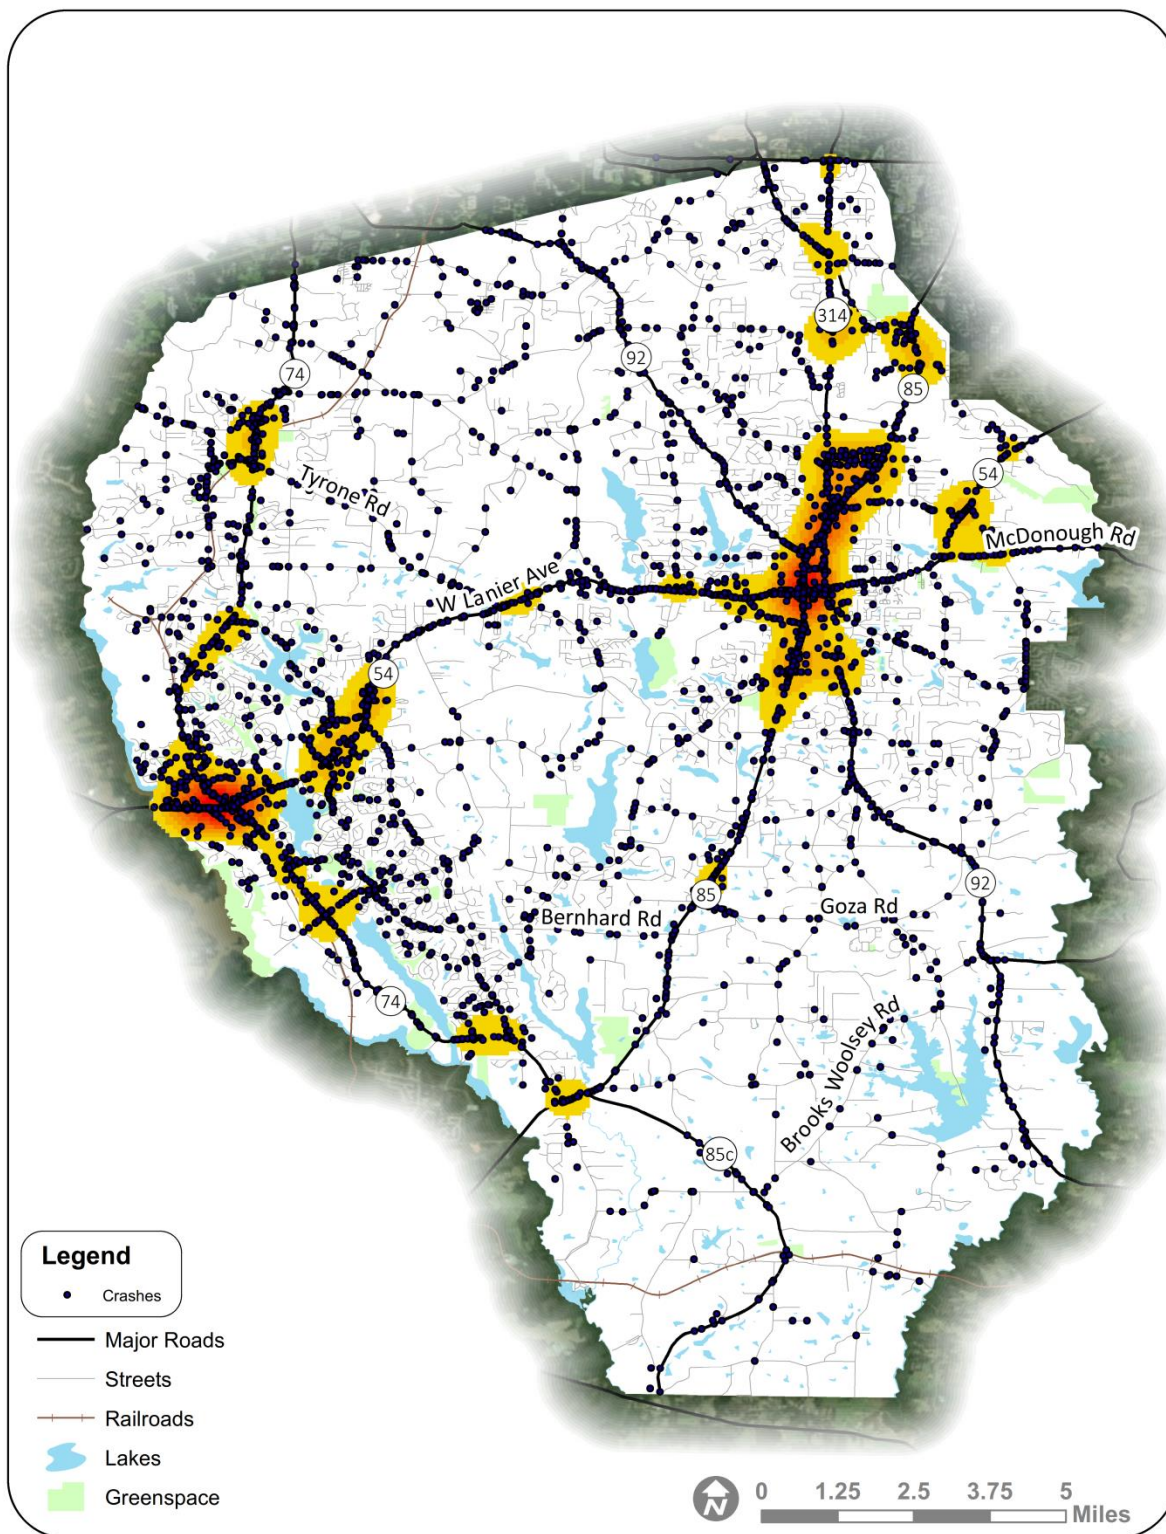 314
92
74
85
54
Tyrone Rd
McDonough Rd
W Lanier Ave
54
85
92
Bernhard Rd
Goza Rd
74
Brooks Woolsey Rd
85c
Legend
Crashes
Major Roads
Streets
Railroads
Lakes
Greenspace
N
0 1.25 2.5 3.75 5
Miles